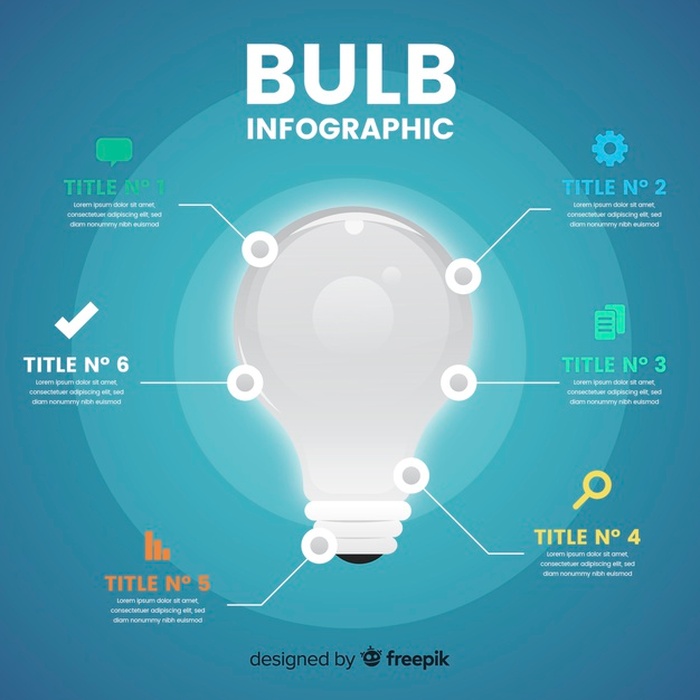 BULB
INFOGRAPHIC
TITLE Nº 1
Lorem ipsum dolor sit amet,
consectetuer adipiscing elit, sed
diam nonummy nibh euismod
TITLE Nº 2
Lorem ipsum dolor sit amet,
consectetuer adipiscing elit, sed
diam nonummy nibh euismod
TITLE Nº 6
Lorem ipsum dolor sit amet,
consectetuer adipiscing elit, sed
diam nonummy nibh euismod
TITLE Nº 3
Lorem ipsum dolor sit amet,
consectetuer adipiscing elit, sed
diam nonummy nibh euismod
TITLE Nº 4
Lorem ipsum dolor sit amet,
consectetuer adipiscing elit, sed
diam nonummy nibh euismod
TITLE Nº 5
Lorem ipsum dolor sit amet,
consectetuer adipiscing elit, sed
diam nonummy nibh euismod
designed by freepik